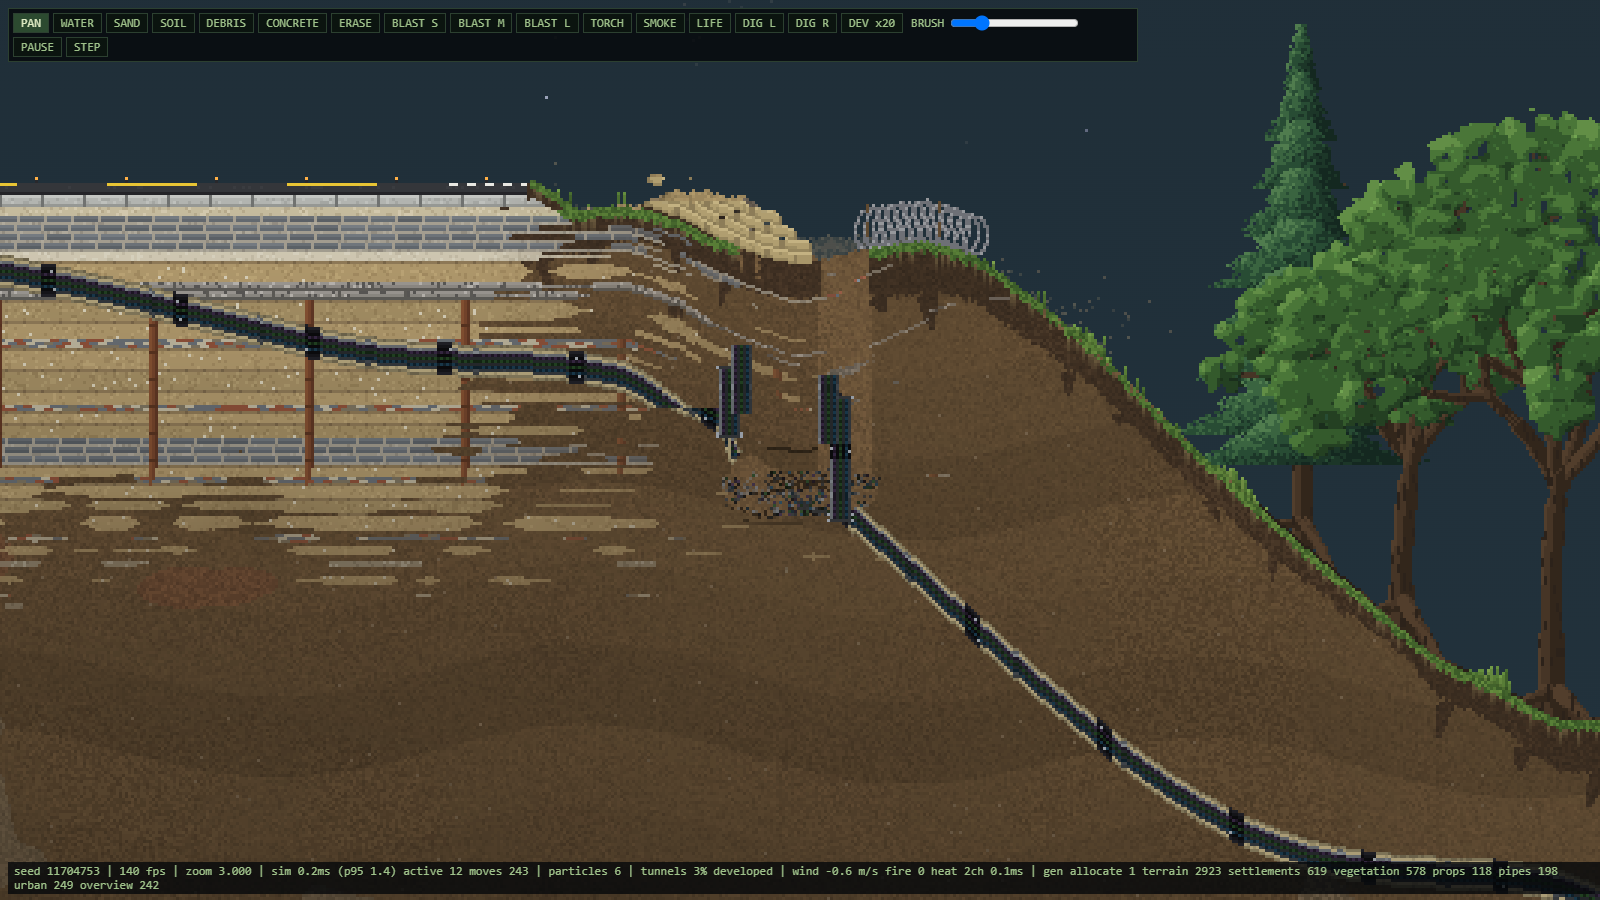 PAN WATER SAND SOIL DEBRIS CONCRETE ERASE BLAST S BLAST M BLAST L TORCH SMOKE LIFE DIG L DIG R DEV x20 BRUSH
PAUSE STEP
seed 11704753 | 140 fps | zoom 3.000 | sim 0.2ms (p95 1.4) active 12 moves 243 | particles 6 | tunnels 3% developed | wind -0.6 m/s fire 0 heat 2ch 0.1ms | gen allocate 1 terrain 2923 settlements 619 vegetation 578 props 118 pipes 198
urban 249 overview 242